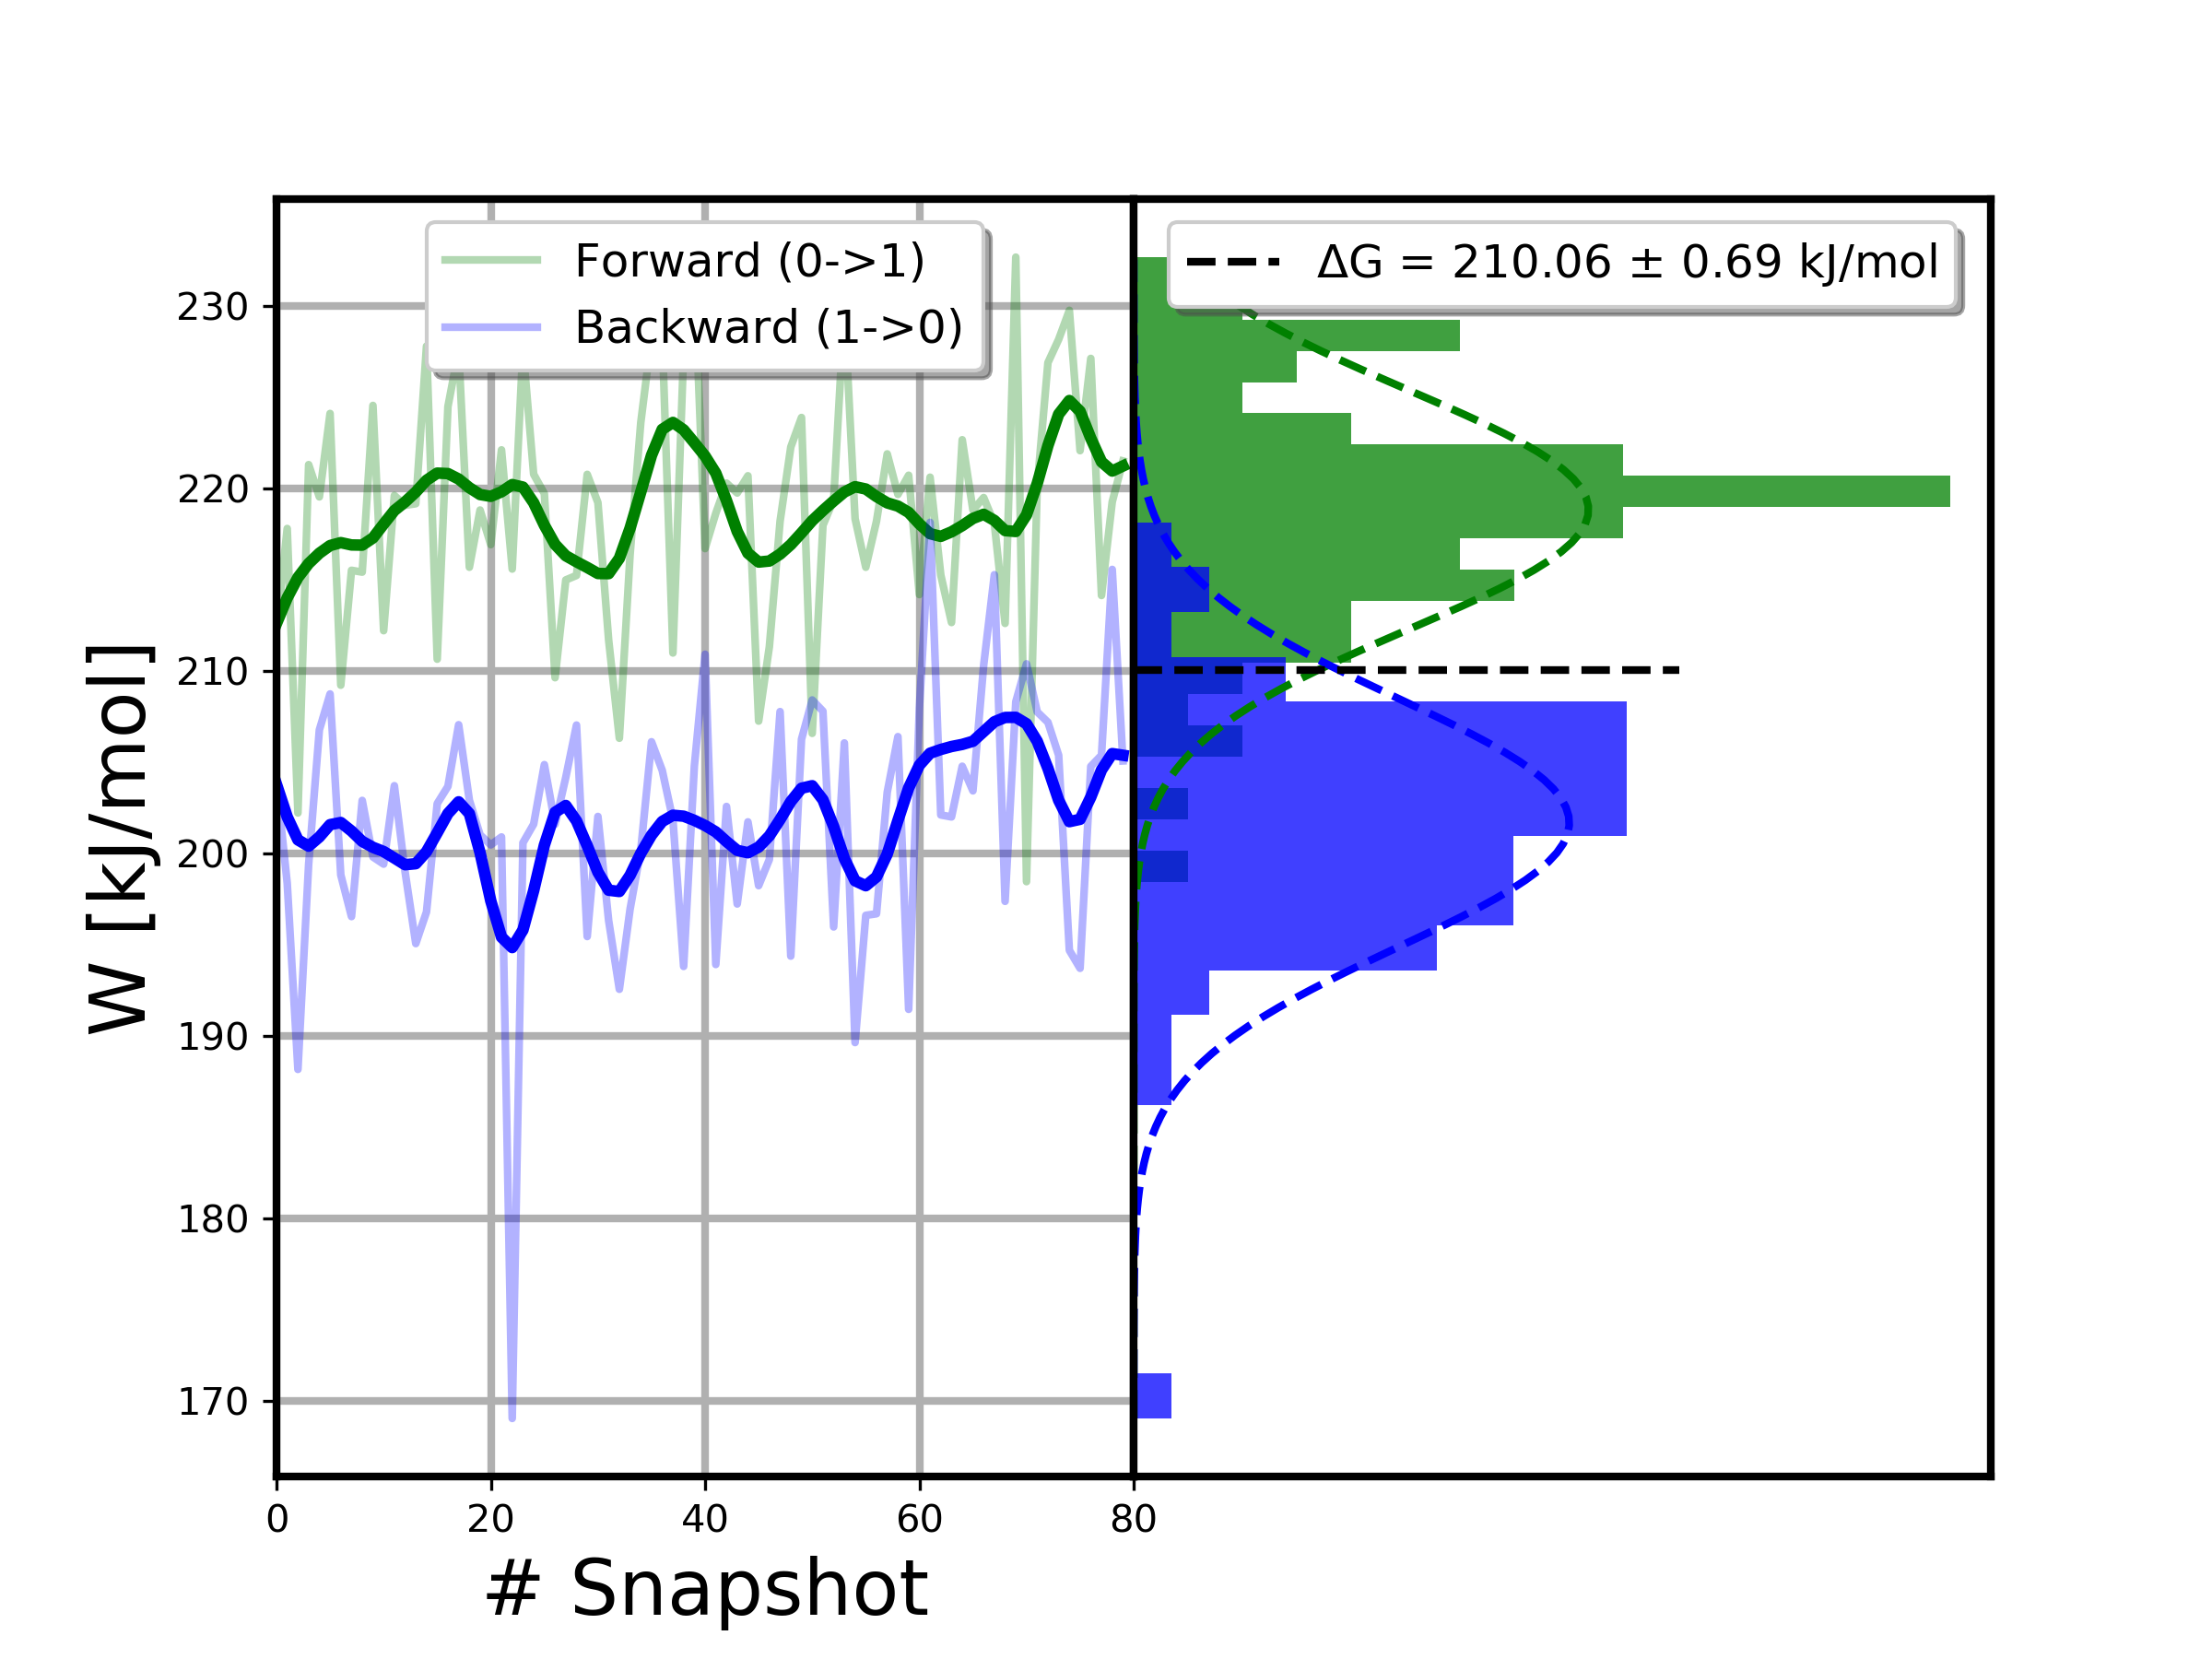 Forward (0->1)
Backward (1->0)
ΔG = 210.06 ± 0.69 kJ/mol
W [kJ/mol]
230
220
210
200
190
180
170
0 20 40 60 80
# Snapshot